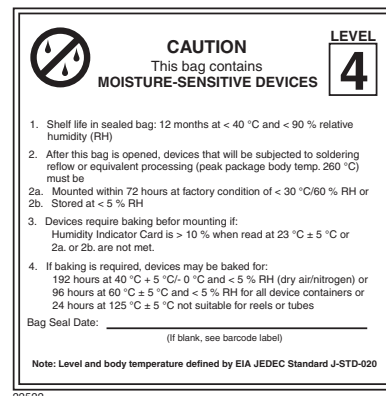 CAUTION
This bag contains
MOISTURE-SENSITIVE DEVICES
LEVEL
4
1. Shelf life in sealed bag: 12 months at < 40 °C and < 90 % relative
humidity (RH)
2. After this bag is opened, devices that will be subjected to soldering
reflow or equivalent processing (peak package body temp. 260 °C)
must be
2a. Mounted within 72 hours at factory condition of < 30 °C/60 % RH or
2b. Stored at < 5 % RH
3. Devices require baking befor mounting if:
Humidity Indicator Card is > 10 % when read at 23 °C ± 5 °C or
2a. or 2b. are not met.
4. If baking is required, devices may be baked for:
192 hours at 40 °C + 5 °C/- 0 °C and < 5 % RH (dry air/nitrogen) or
96 hours at 60 °C ± 5 °C and < 5 % RH for all device containers or
24 hours at 125 °C ± 5 °C not suitable for reels or tubes
Bag Seal Date:
(If blank, see barcode label)
Note: Level and body temperature defined by EIA JEDEC Standard J-STD-020